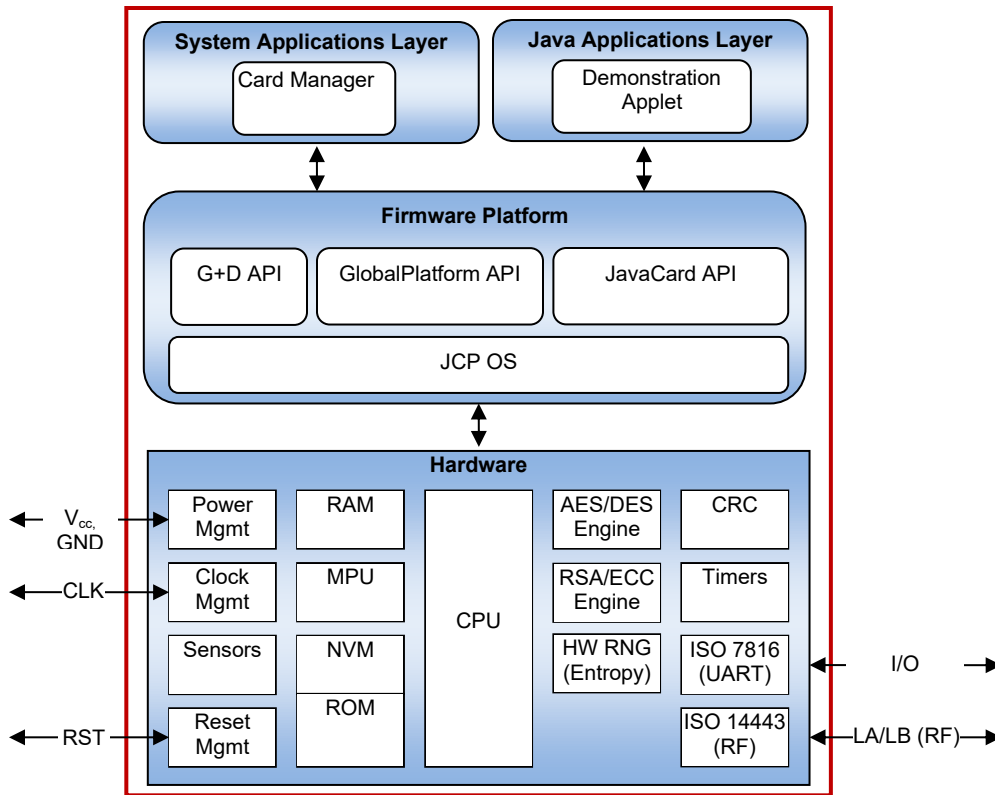 System Applications Layer
Card Manager
Java Applications Layer
Demonstration
Applet
Firmware Platform
G+D API
GlobalPlatform API
JavaCard API
JCP OS
Hardware
Power
Mgmt
RAM
CPU
AES/DES
Engine
CRC
Vcc,
GND
Clock
Mgmt
MPU
RSA/ECC
Engine
Timers
CLK
Sensors
NVM
HW RNG
(Entropy)
ISO 7816
(UART)
I/O
Reset
Mgmt
ROM
ISO 14443
(RF)
RST
LA/LB (RF)